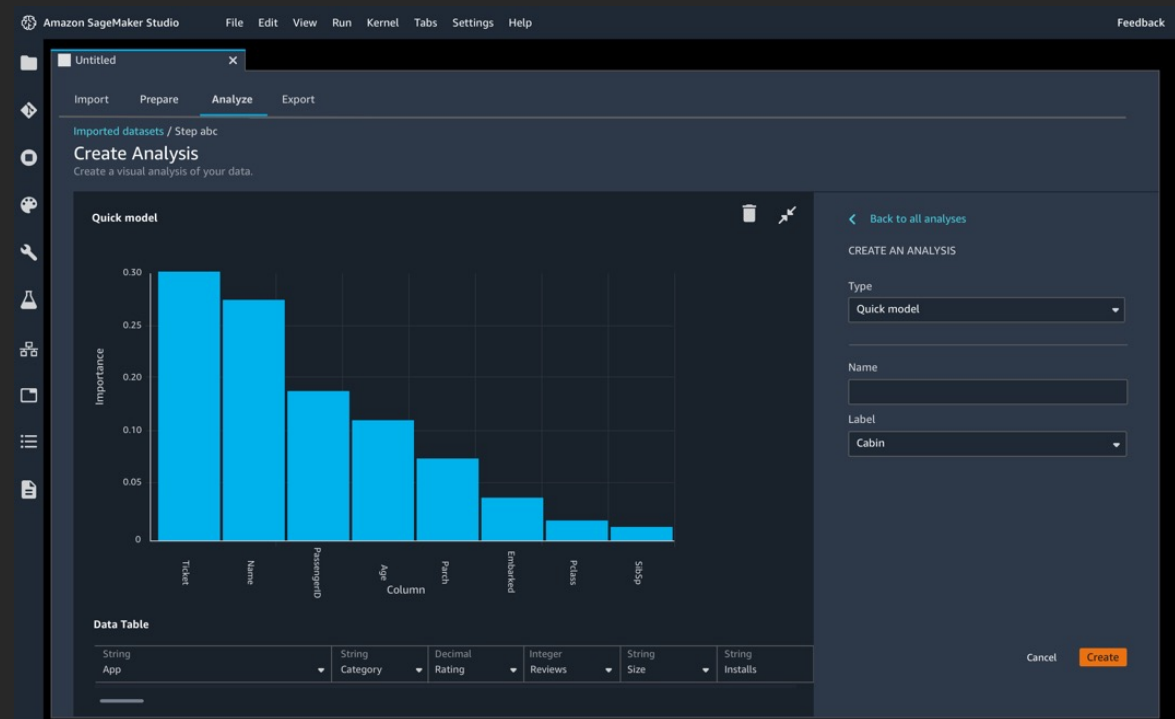 Amazon SageMaker Studio File Edit View Run Kernel Tabs Settings Help Feedback
Untitled
Import Prepare Analyze Export
Imported datasets / Step abc
Create Analysis
Create a visual analysis of your data.
Quick model
Importance
0.30
0.25
0.20
0.10
0.05
0
Ticket Name PassengerID Age Parch Embarked Pclass SibSp
Column
Data Table
String String Decimal Integer String String
App Category Rating Reviews Size Installs
Back to all analyses
CREATE AN ANALYSIS
Type
Quick model
Name
Label
Cabin
Cancel Create